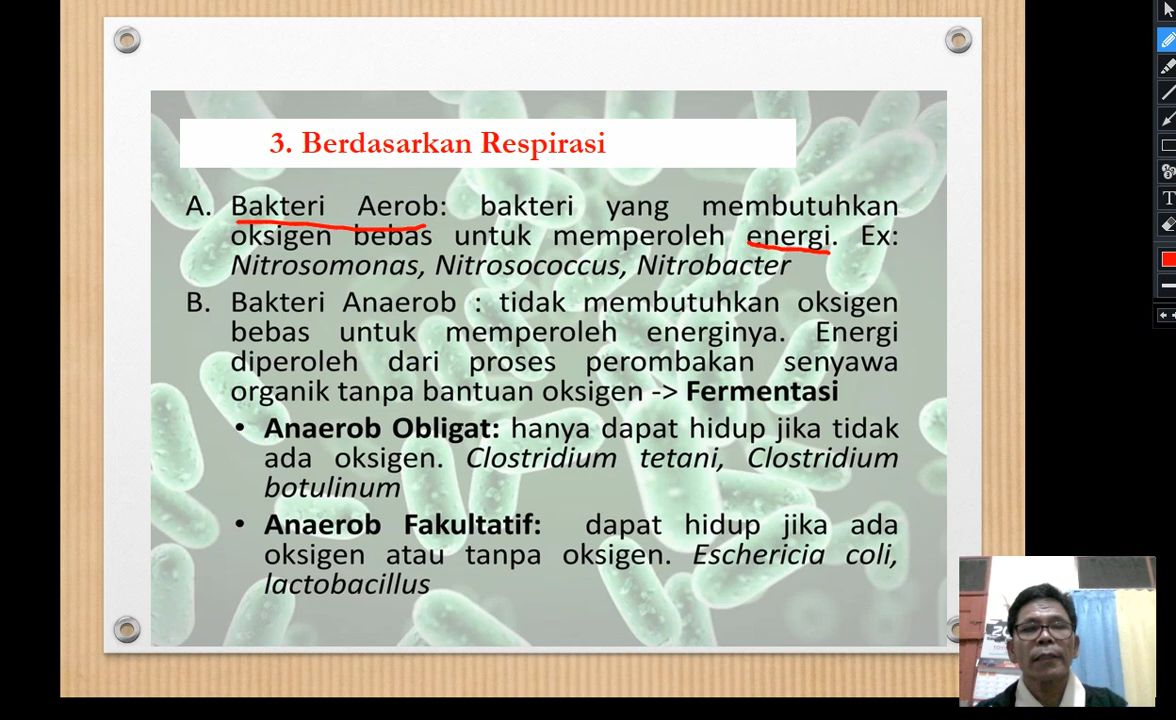 3. Berdasarkan Respirasi
A. Bakteri Aerob: bakteri yang membutuhkan
oksigen bebas untuk memperoleh energi. Ex:
Nitrosomonas, Nitrosococcus, Nitrobacter
B. Bakteri Anaerob : tidak membutuhkan oksigen
bebas untuk memperoleh energinya. Energi
diperoleh dari proses perombakan senyawa
organik tanpa bantuan oksigen -> Fermentasi
• Anaerob Obligat: hanya dapat hidup jika tidak
ada oksigen. Clostridium tetani, Clostridium
botulinum
• Anaerob Fakultatif: dapat hidup jika ada
oksigen atau tanpa oksigen. Eschericia coli,
lactobacillus